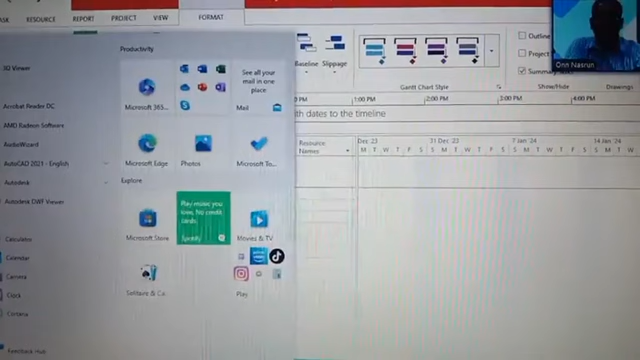 ASK RESOURCE REPORT PROJECT VIEW FORMAT
Productivity
3D Viewer
Microsoft 365...
See all your
mail in one
place
Mail
Acrobat Reader DC
AMD Radeon Software
AudioWizard
AutoCAD 2021 - English
Autodesk
Autodesk DWF Viewer
Microsoft Edge
Photos
Microsoft To...
Explore
Play music you
love. No credit
cards.
Spotify
Microsoft Store
Movies & TV
Calculator
Calendar
Camera
Clock
Cortana
Feedback Hub
Solitaire & Ca...
Play
Baseline Slippage
Gantt Chart Style
Outline
Project
Summary
Show/Hide
Drawings
Onn Nasrun
PM
1:00 PM
2:00 PM
3:00 PM
4:00 PM
th dates to the timeline
Resource
Names
Dec '23
31 Dec '23
7 Jan '24
14 Jan '24
M T W T F S S M T W T F S S M T W T F S S M T W